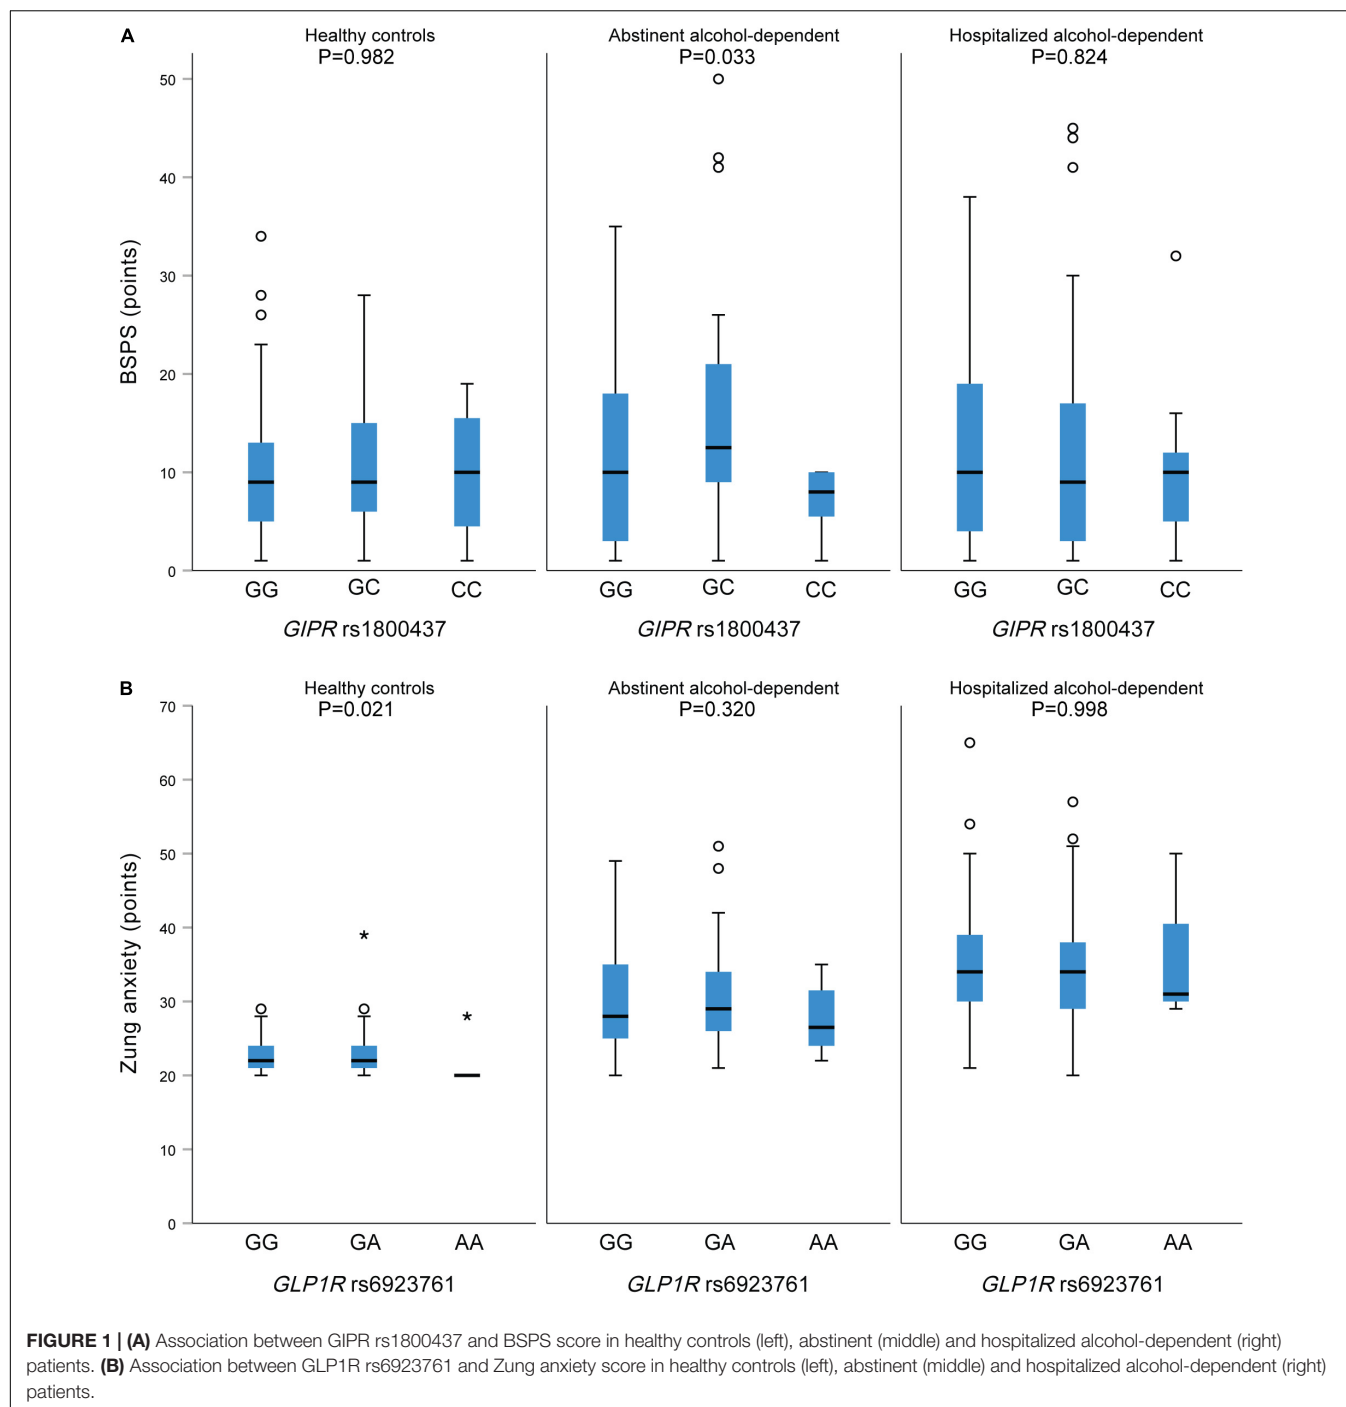 A
Healthy controls
P=0.982
Abstinent alcohol-dependent
P=0.033
Hospitalized alcohol-dependent
P=0.824
BSPS (points)
50
40
30
20
10
0
GG GC CC
GG GC CC
GG GC CC
GIPR rs1800437
GIPR rs1800437
GIPR rs1800437
B
Healthy controls
P=0.021
Abstinent alcohol-dependent
P=0.320
Hospitalized alcohol-dependent
P=0.998
Zung anxiety (points)
70
60
50
40
30
20
10
0
* 
*
GG GA AA
GG GA AA
GG GA AA
GLP1R rs6923761
GLP1R rs6923761
GLP1R rs6923761
FIGURE 1 | (A) Association between GIPR rs1800437 and BSPS score in healthy controls (left), abstinent (middle) and hospitalized alcohol-dependent (right)
patients. (B) Association between GLP1R rs6923761 and Zung anxiety score in healthy controls (left), abstinent (middle) and hospitalized alcohol-dependent (right)
patients.